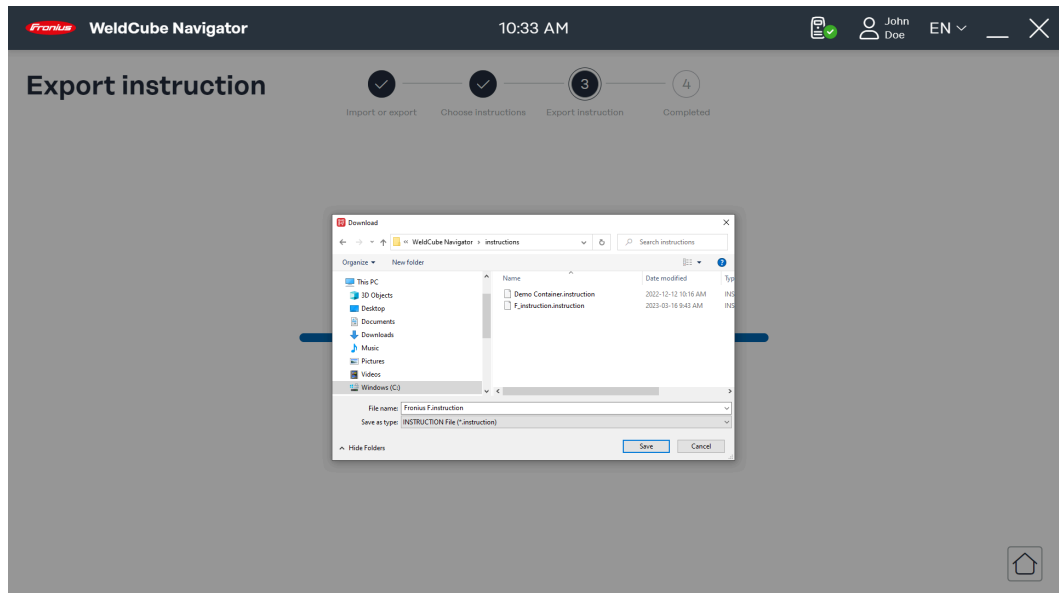 Fronius WeldCube Navigator 10:33 AM John Doe EN
Export instruction
3 4
Import or export Choose instructions Export instruction Completed
Download
« WeldCube Navigator > instructions Search instructions
Organize New folder ?
Name Date modified Typ
This PC
3D Objects
Desktop
Documents
Downloads
Music
Pictures
Videos
Windows (C:)
Demo Container.instruction 2022-12-12 10:16 AM INS
F_instruction.instruction 2023-03-16 9:43 AM INS
File name: Fronius F.instruction
Save as type: INSTRUCTION File (*.instruction)
Hide Folders Save Cancel